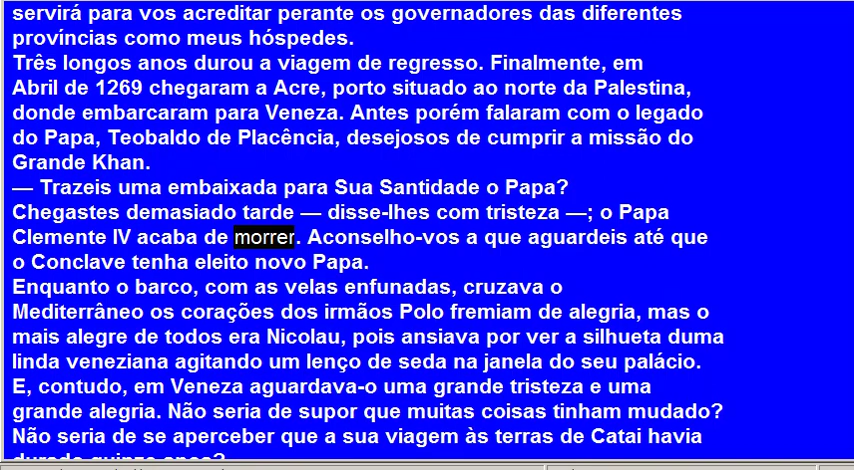 servirá para vos acreditar perante os governadores das diferentes
províncias como meus hóspedes.
Três longos anos durou a viagem de regresso. Finalmente, em
Abril de 1269 chegaram a Acre, porto situado ao norte da Palestina,
donde embarcaram para Veneza. Antes porém falaram com o legado
do Papa, Teobaldo de Placência, desejosos de cumprir a missão do
Grande Khan.
— Trazeis uma embaixada para Sua Santidade o Papa?
Chegastes demasiado tarde — disse-lhes com tristeza —; o Papa
Clemente IV acaba de morrer. Aconselho-vos a que aguardeis até que
o Conclave tenha eleito novo Papa.
Enquanto o barco, com as velas enfunadas, cruzava o
Mediterrâneo os corações dos irmãos Polo fremiam de alegria, mas o
mais alegre de todos era Nicolau, pois ansiava por ver a silhueta duma
linda veneziana agitando um lenço de seda na janela do seu palácio.
E, contudo, em Veneza aguardava-o uma grande tristeza e uma
grande alegria. Não seria de supor que muitas coisas tinham mudado?
Não seria de se aperceber que a sua viagem às terras de Catai havia
durado quinze anos?